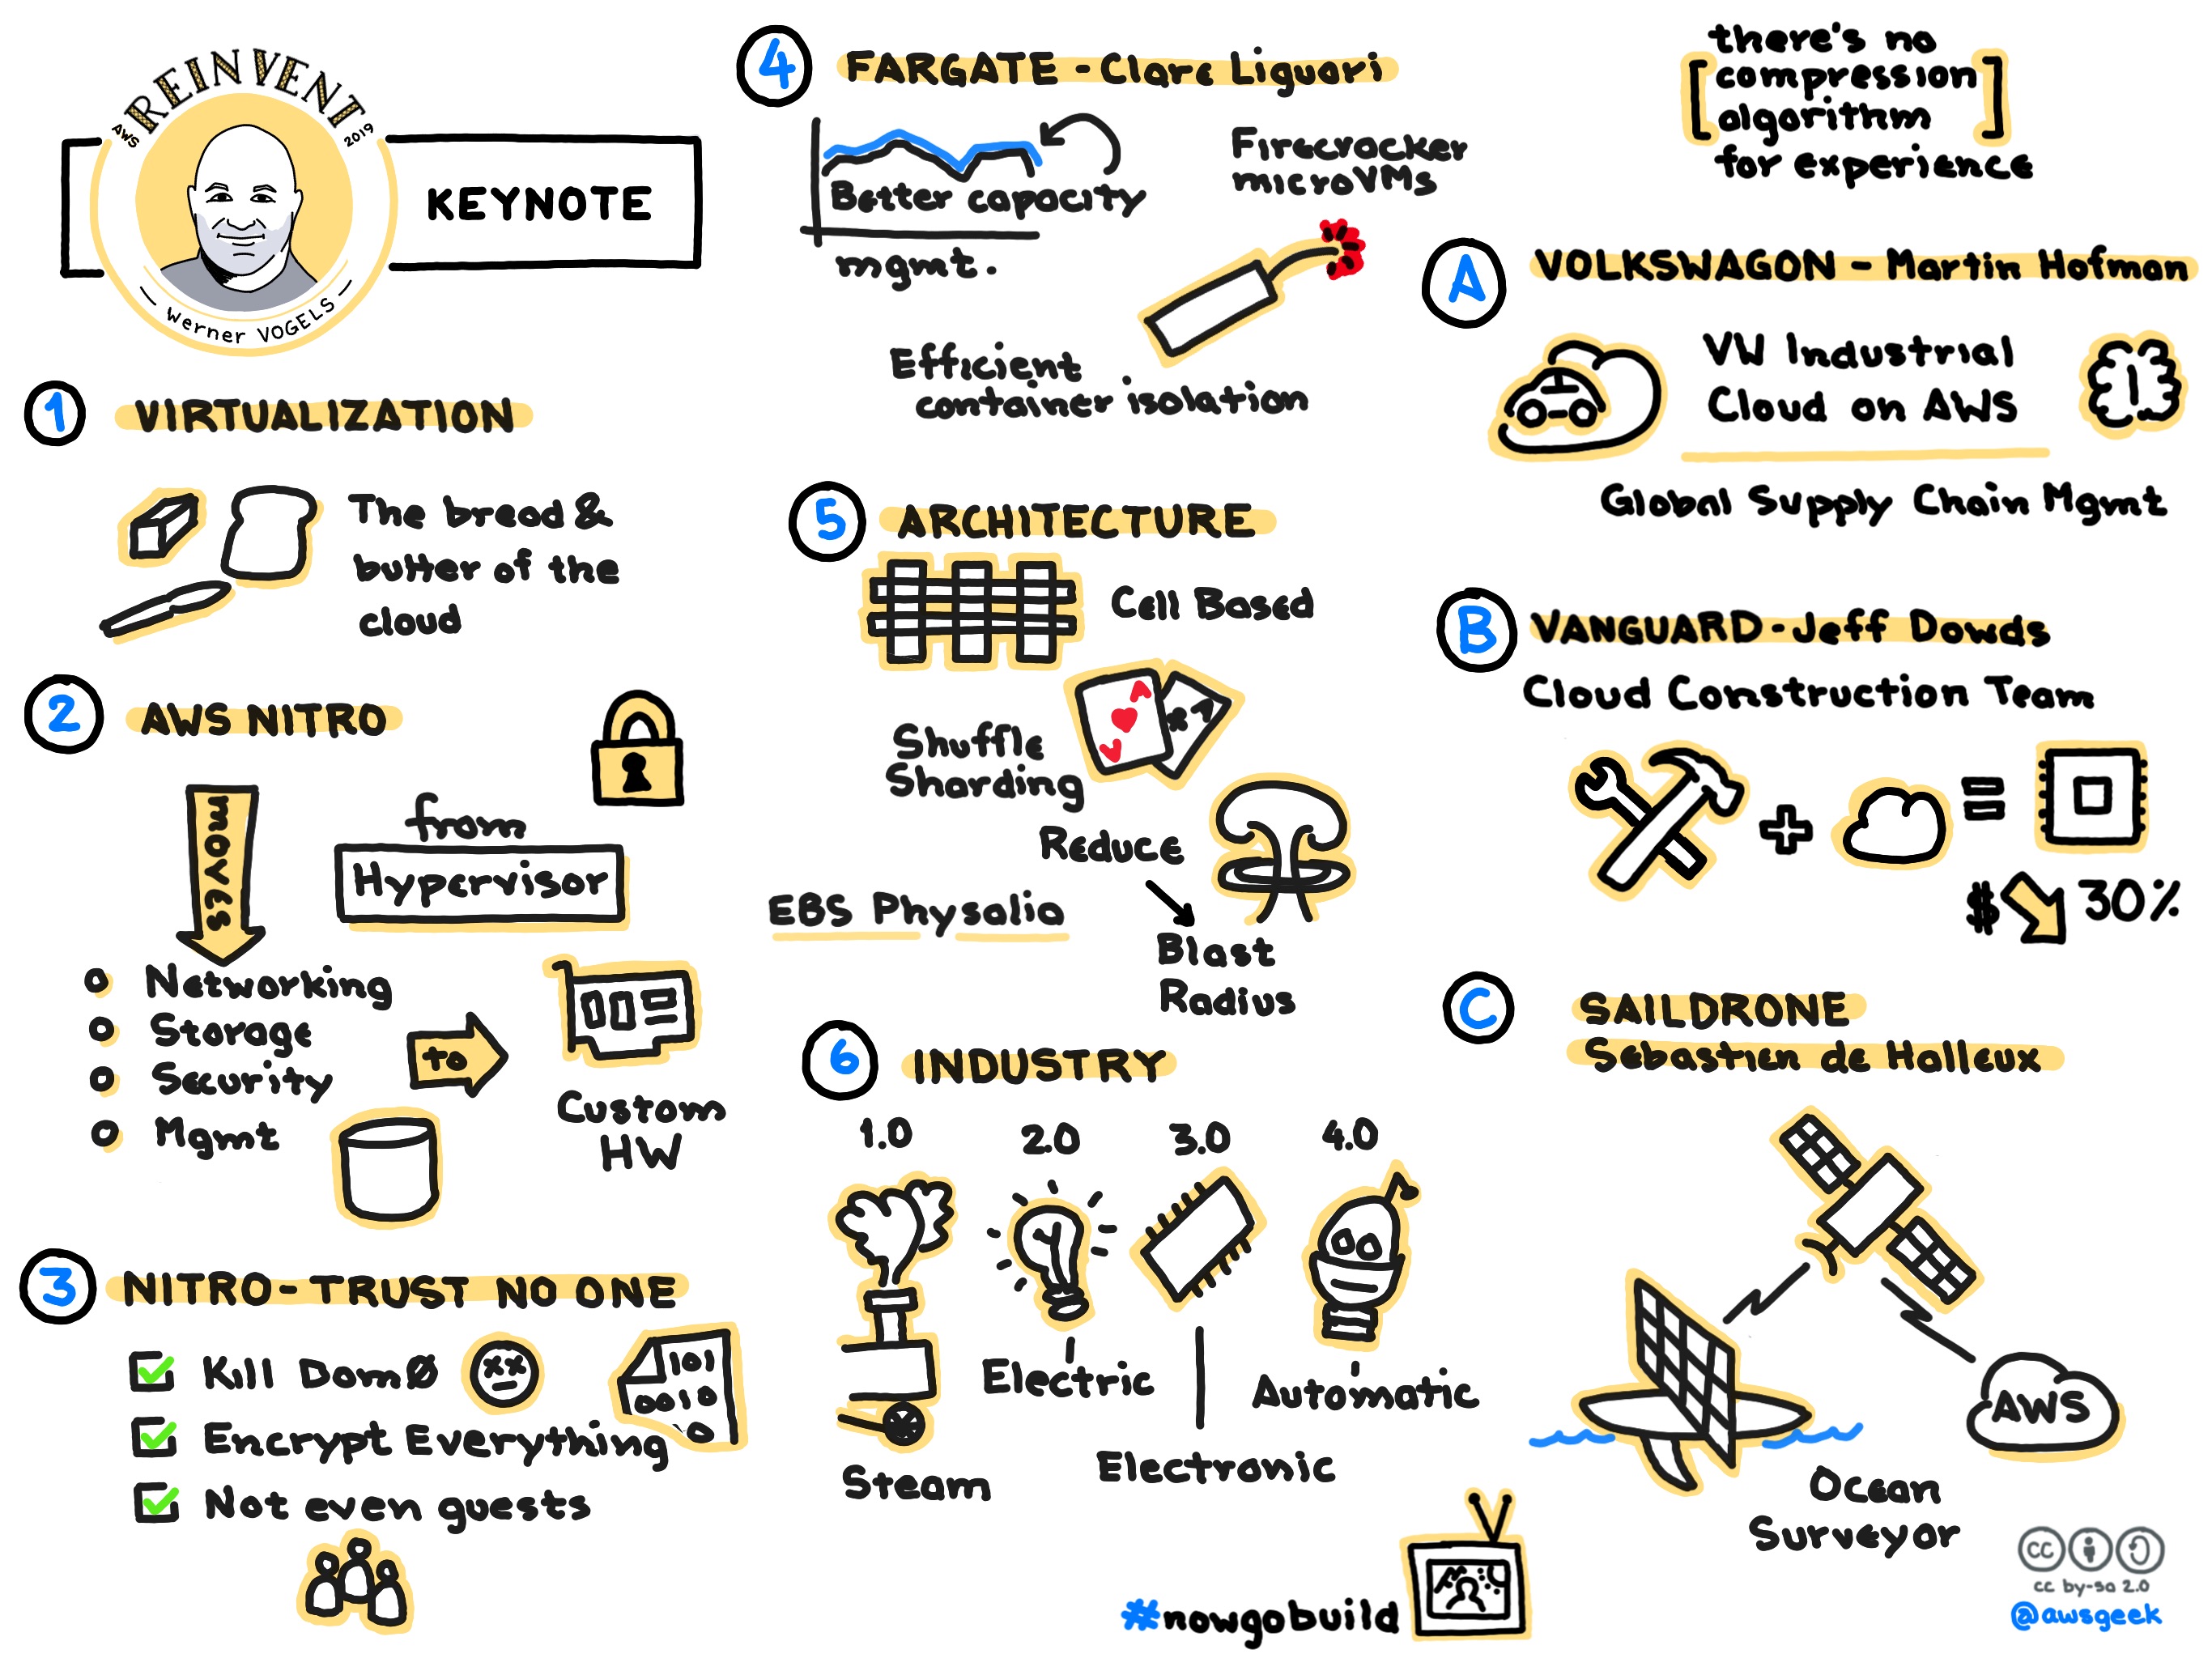 AWS REINVENT 2019
KEYNOTE
Werner VOGELS
1 VIRTUALIZATION
The bread &
butter of the
cloud
2 AWS NITRO
moves
from
Hypervisor
Networking
Storage
Security
Mgmt
to
Custom
HW
3 NITRO - TRUST NO ONE
Kill Dom0
Encrypt Everything
Not even guests
101
0010
0
4 FARGATE - Clare Liguori
Better capacity
mgmt.
Firecracker
microVMs
Efficient
container isolation
5 ARCHITECTURE
Cell Based
A
Shuffle
Sharding
Reduce
Blast
Radius
EBS Physalia
6 INDUSTRY
1.0 2.0 3.0 4.0
Steam
Electric
Electronic
Automatic
#nowgobuild
[there's no
compression
algorithm
for experience]
A VOLKSWAGON - Martin Hofman
VW Industrial
Cloud on AWS
Global Supply Chain Mgmt
B VANGUARD - Jeff Dowds
Cloud Construction Team
+ =
$ 30%
C SAILDRONE
Sebastien de Halleux
AWS
Ocean
Surveyor
cc
cc by-sa 2.0
@awsgeek